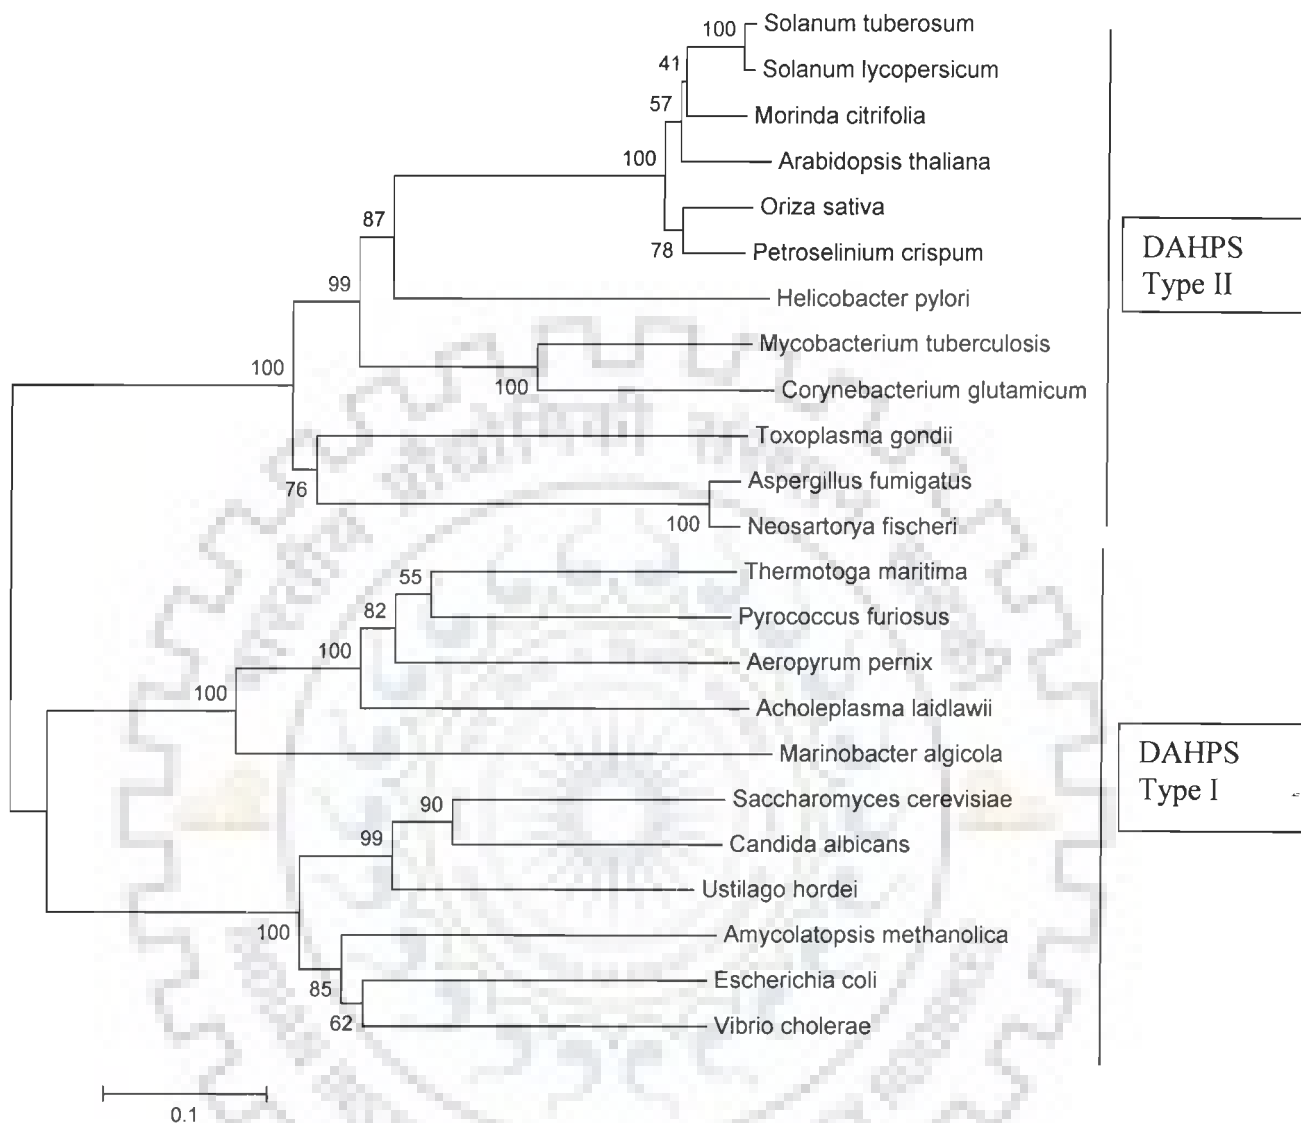 100 Solanum tuberosum
Solanum lycopersicum
41
57
Morinda citrifolia
100
Arabidopsis thaliana
Oriza sativa
78 Petroselinium crispum
87
Helicobacter pylori
99
Mycobacterium tuberculosis
100
100
Corynebacterium glutamicum
Toxoplasma gondii
76
Aspergillus fumigatus
100
Neosartorya fischeri
DAHPS
Type II
55 Thermotoga maritima
82
Pyrococcus furiosus
100
Aeropyrum pernix
100
Acholeplasma laidlawii
Marinobacter algicola
90 Saccharomyces cerevisiae
99
Candida albicans
Ustilago hordei
100
Amycolatopsis methanolica
85
Escherichia coli
62 Vibrio cholerae
DAHPS
Type I
0.1